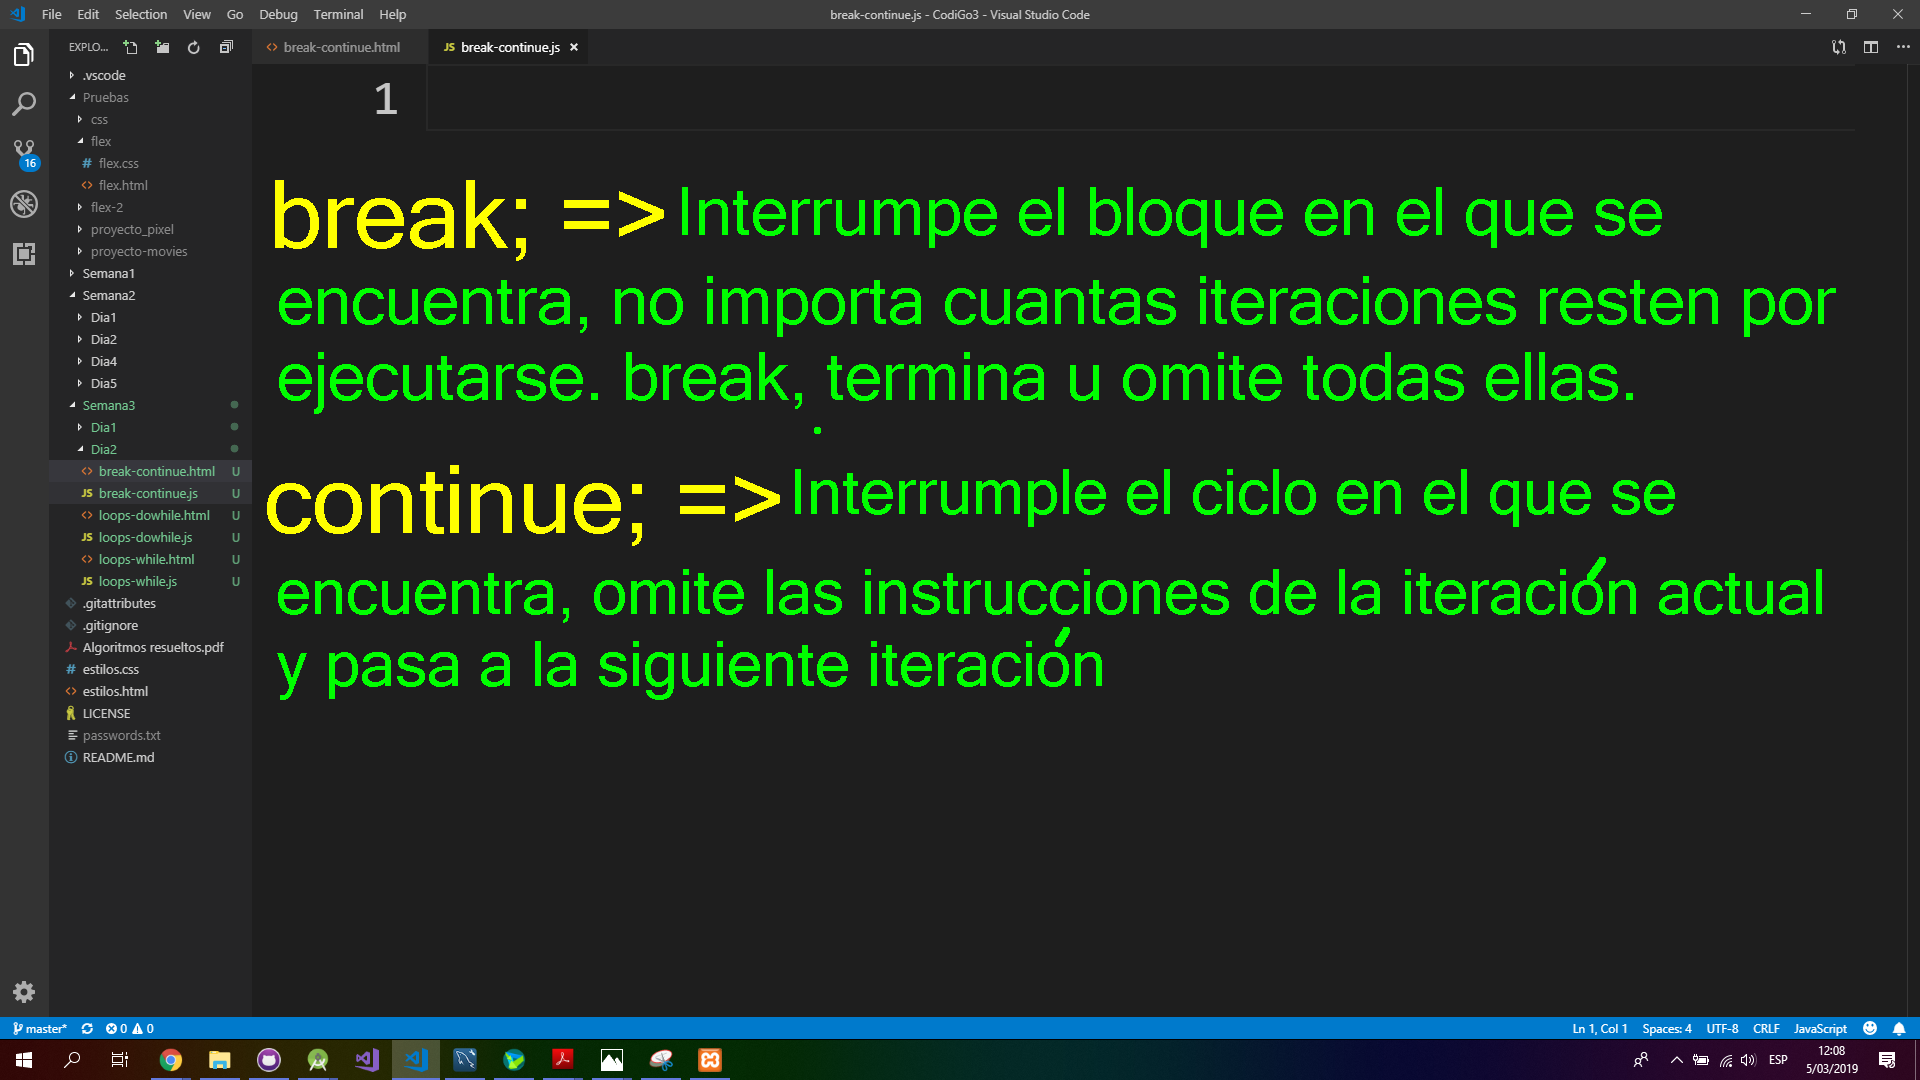 File Edit Selection View Go Debug Terminal Help
break-continue.js - CodiGo3 - Visual Studio Code
EXPLO...
break-continue.html
JS break-continue.js
.vscode
Pruebas
css
flex
# flex.css
<> flex.html
flex-2
proyecto_pixel
proyecto-movies
Semana1
Semana2
Dia1
Dia2
Dia4
Dia5
Semana3
Dia1
Dia2
<> break-continue.html U
JS break-continue.js U
<> loops-dowhile.html U
JS loops-dowhile.js U
<> loops-while.html U
JS loops-while.js U
.gitattributes
.gitignore
Algoritmos resueltos.pdf
# estilos.css
<> estilos.html
LICENSE
passwords.txt
README.md
16
1
break; => Interrumpe el bloque en el que se
encuentra, no importa cuantas iteraciones resten por
ejecutarse. break, termina u omite todas ellas.
continue; => Interrumple el ciclo en el que se
encuentra, omite las instrucciones de la iteración actual
y pasa a la siguiente iteración
master* 0 0
Ln 1, Col 1 Spaces: 4 UTF-8 CRLF JavaScript
ESP
12:08
5/03/2019